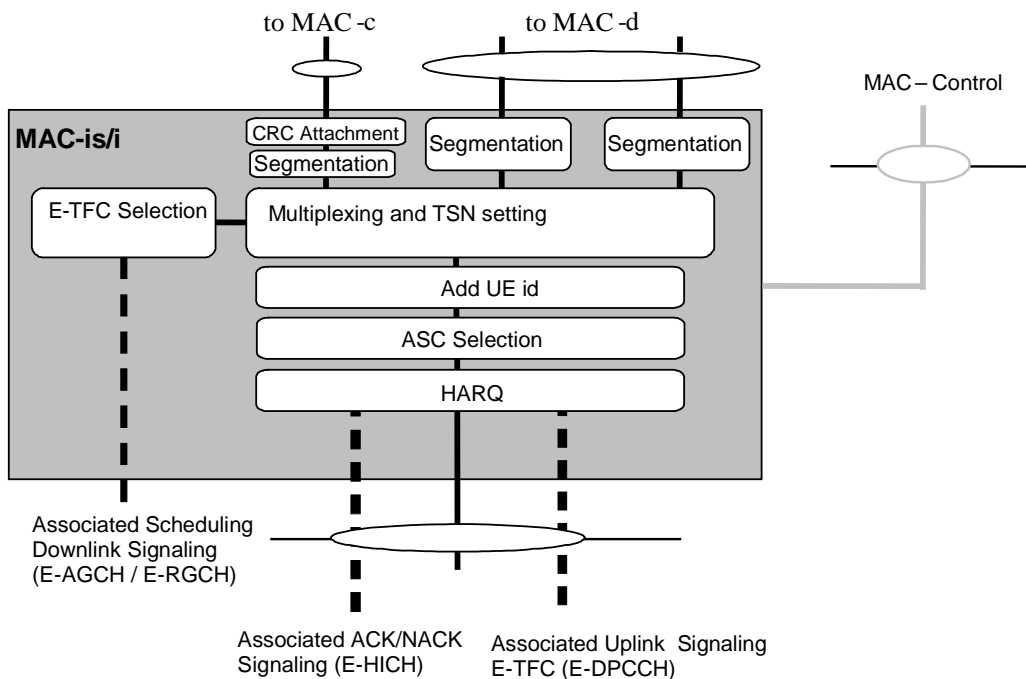 to MAC -c
to MAC -d
MAC – Control
MAC-is/i
CRC Attachment
Segmentation
Segmentation
Segmentation
E-TFC Selection
Multiplexing and TSN setting
Add UE id
ASC Selection
HARQ
Associated Scheduling
Downlink Signaling
(E-AGCH / E-RGCH)
Associated ACK/NACK
Signaling (E-HICH)
Associated Uplink Signaling
E-TFC (E-DPCCH)